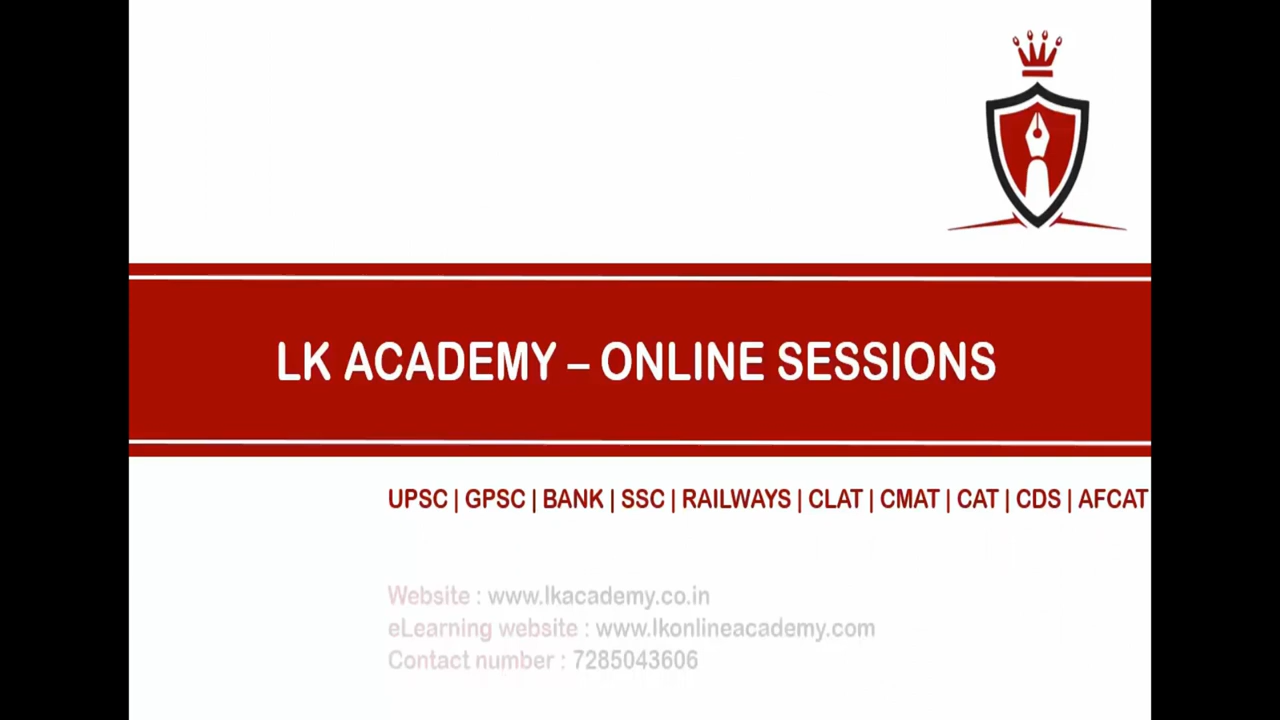 LK ACADEMY – ONLINE SESSIONS
UPSC | GPSC | BANK | SSC | RAILWAYS | CLAT | CMAT | CAT | CDS | AFCAT
Website : www.lkacademy.co.in
eLearning website : www.lkonlineacademy.com
Contact number : 7285043606